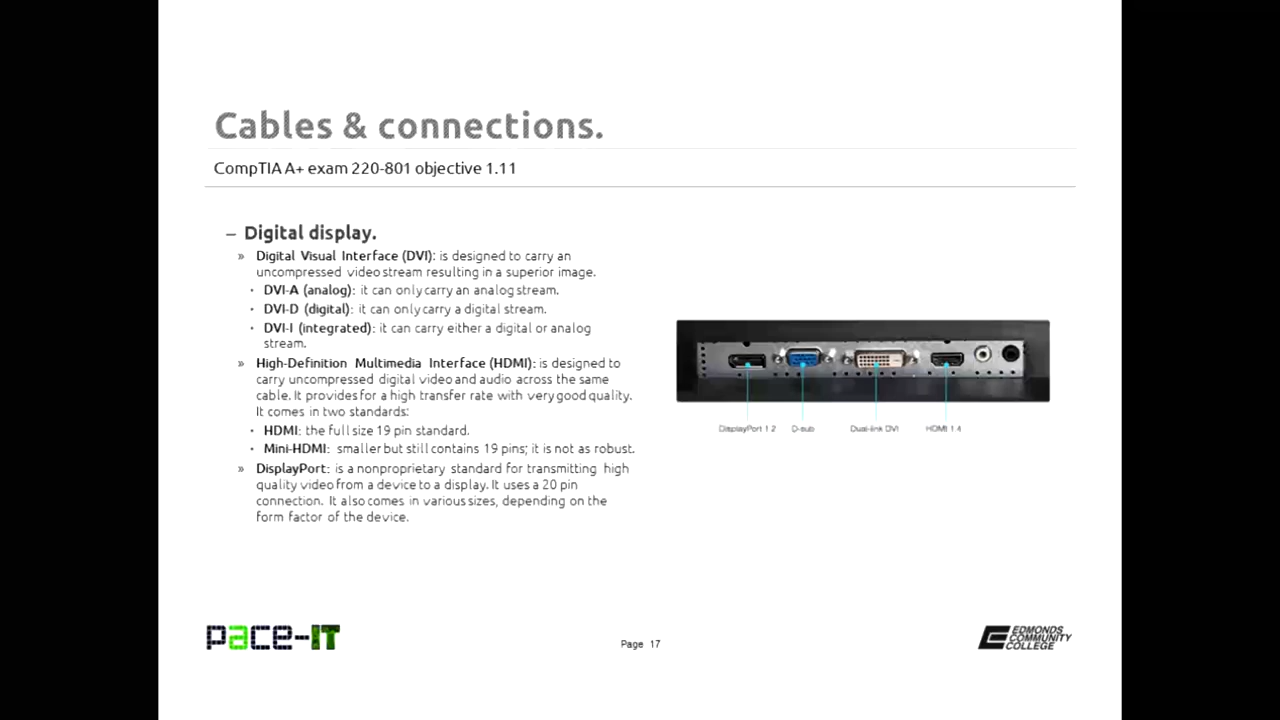 Cables & connections.
CompTIA A+ exam 220-801 objective 1.11
– Digital display.
» Digital Visual Interface (DVI): is designed to carry an
uncompressed video stream resulting in a superior image.
• DVI-A (analog): it can only carry an analog stream.
• DVI-D (digital): it can only carry a digital stream.
• DVI-I (integrated): it can carry either a digital or analog
stream.
» High-Definition Multimedia Interface (HDMI): is designed to
carry uncompressed digital video and audio across the same
cable. It provides for a high transfer rate with very good quality.
It comes in two standards:
• HDMI: the full size 19 pin standard.
• Mini-HDMI: smaller but still contains 19 pins; it is not as robust.
» DisplayPort: is a nonproprietary standard for transmitting high
quality video from a device to a display. It uses a 20 pin
connection. It also comes in various sizes, depending on the
form factor of the device.
DisplayPort 1.2 D-sub Dual-link DVI HDMI 1.4
pace-IT
Page 17
EDMONDS
COMMUNITY
COLLEGE